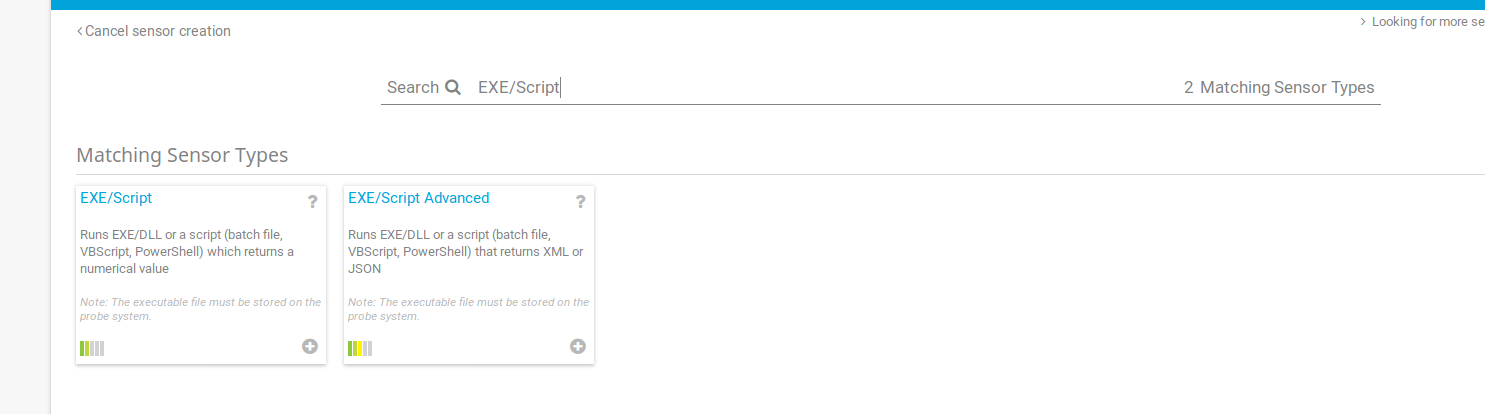 Cancel sensor creation
Looking for more se
Search EXE/Script 2 Matching Sensor Types
Matching Sensor Types
EXE/Script ?
Runs EXE/DLL or a script (batch file,
VBScript, PowerShell) which returns a
numerical value
Note: The executable file must be stored on the
probe system.
EXE/Script Advanced ?
Runs EXE/DLL or a script (batch file,
VBScript, PowerShell) that returns XML or
JSON
Note: The executable file must be stored on the
probe system.